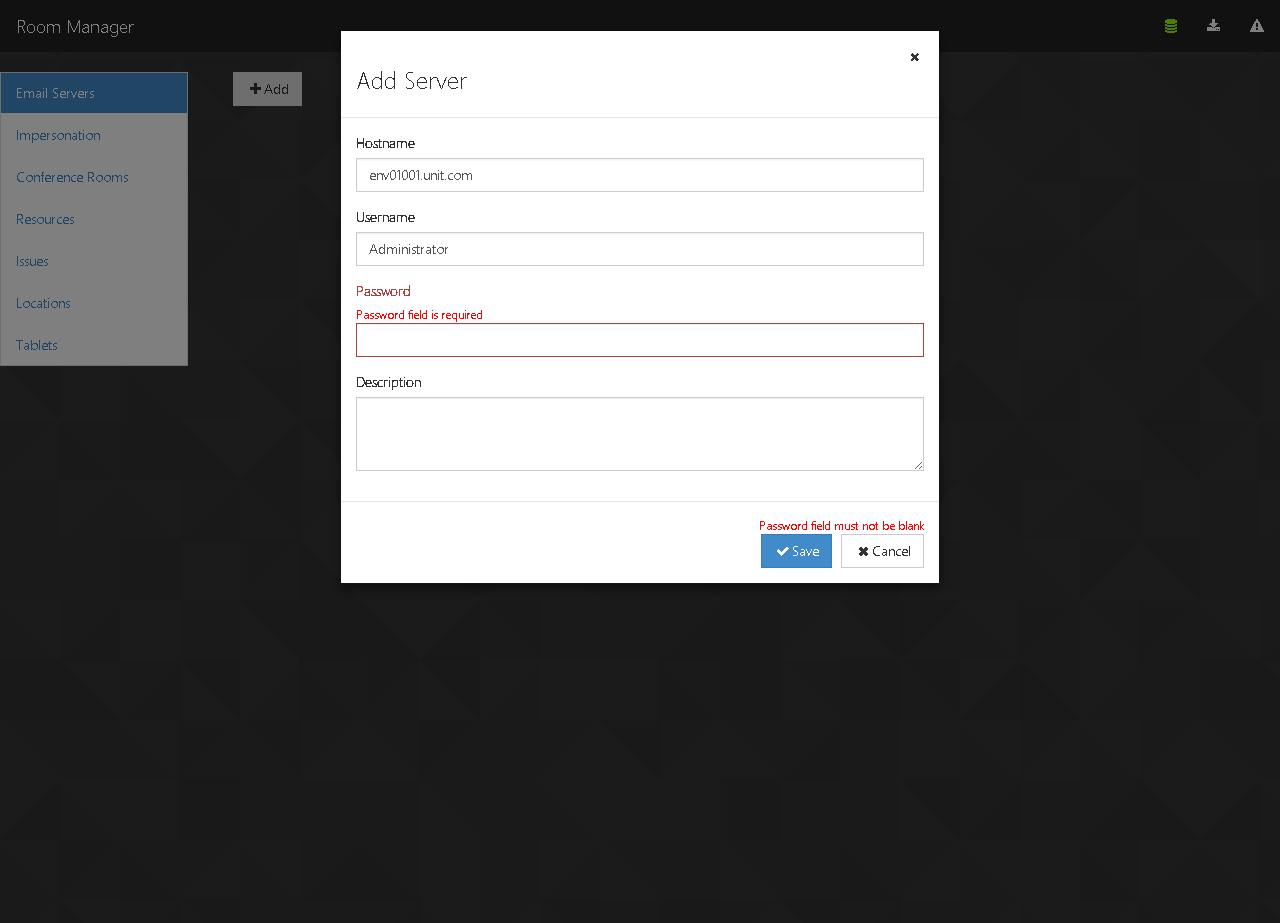 Room Manager
Email Servers
Impersonation
Conference Rooms
Resources
Issues
Locations
Tablets
Add
Add Server
Hostname
env01001.unit.com
Username
Administrator
Password
Password field is required
Description
Password field must not be blank
Save
Cancel